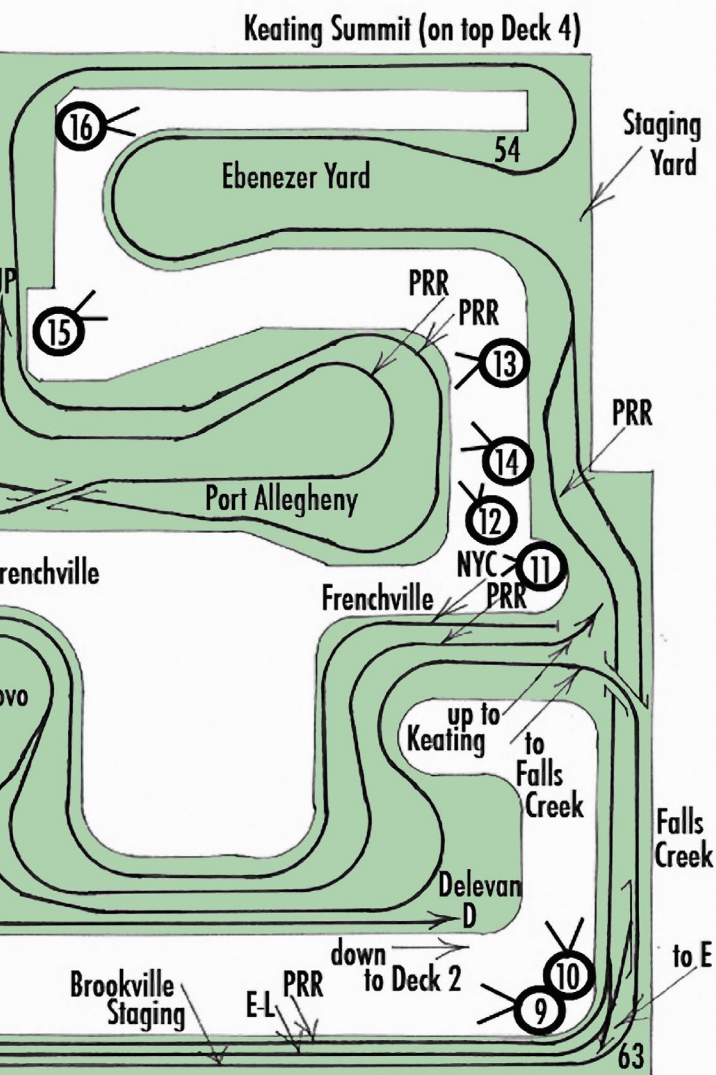 Keating Summit (on top Deck 4)
16
Staging
Yard
54
Ebenezer Yard
UP
PRR
PRR
15
13
PRR
14
Port Allegheny
12
NYC
11
Frenchville
Frenchville
PRR
up to
Keating
to
Falls
Creek
Falls
Creek
Delevan
D
down
to Deck 2
10
to E
Brookville
Staging
E-L
PRR
9
63